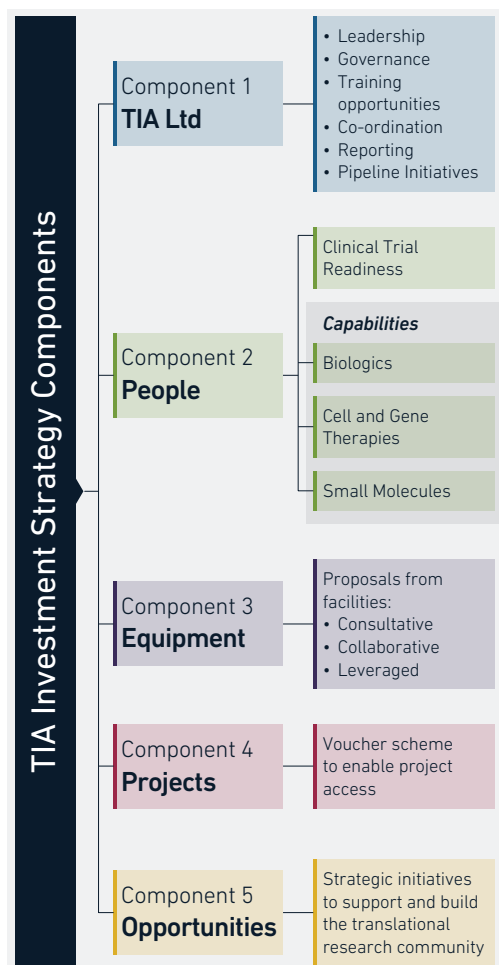 TIA Investment Strategy Components
Component 1
TIA Ltd
• Leadership
• Governance
• Training
opportunities
• Co-ordination
• Reporting
• Pipeline Initiatives
Component 2
People
Clinical Trial
Readiness
Capabilities
Biologics
Cell and Gene
Therapies
Small Molecules
Component 3
Equipment
Proposals from
facilities:
• Consultative
• Collaborative
• Leveraged
Component 4
Projects
Voucher scheme
to enable project
access
Component 5
Opportunities
Strategic initiatives
to support and build
the translational
research community